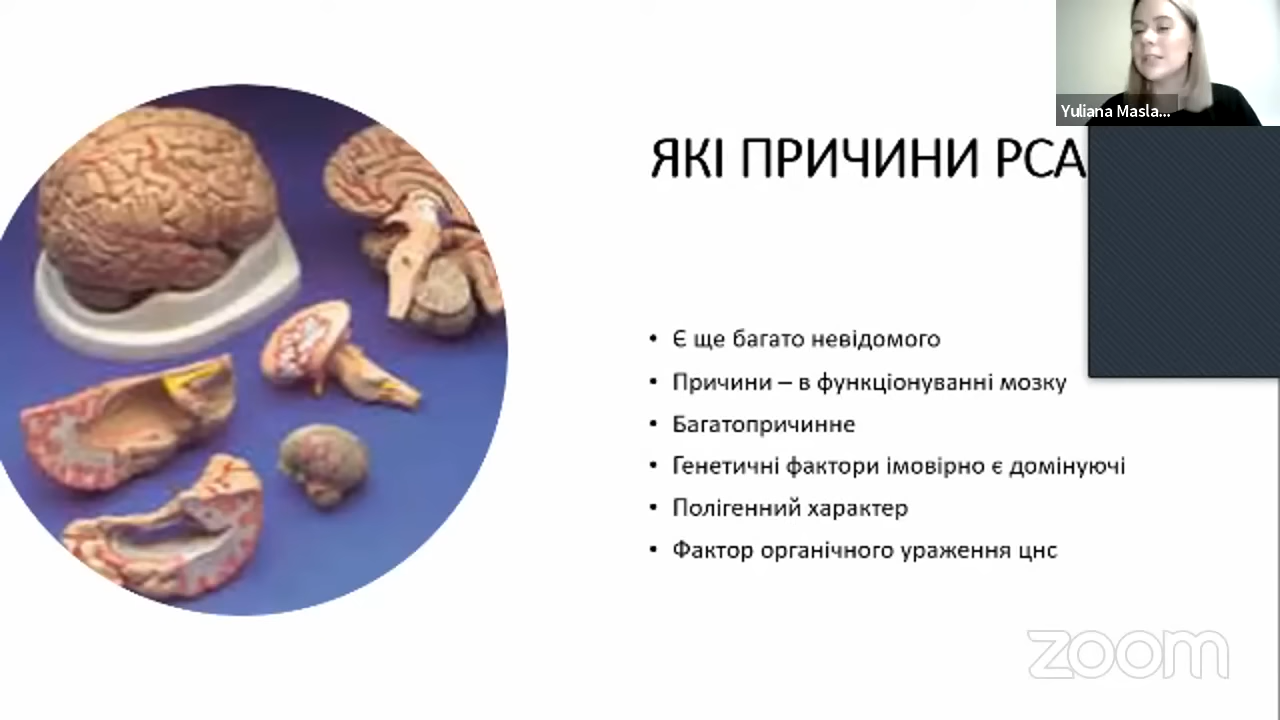 Yuliana Masla...
ЯКІ ПРИЧИНИ РСА
• Є ще багато невідомого
• Причини – в функціонуванні мозку
• Багатопричинне
• Генетичні фактори імовірно є домінуючі
• Полігенний характер
• Фактор органічного ураження цнс
zoom